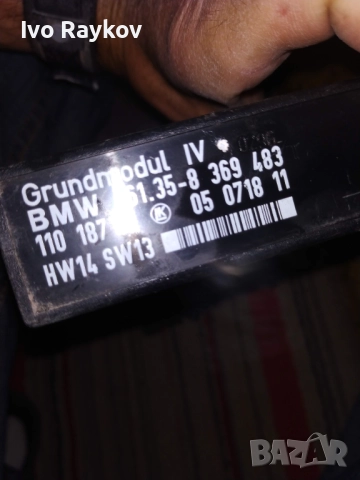 Ivo Raykov
Grundmodul IV
BMW 61.35-8 369 483
110 187 05 0718 11
HW14 SW13
BAZAR